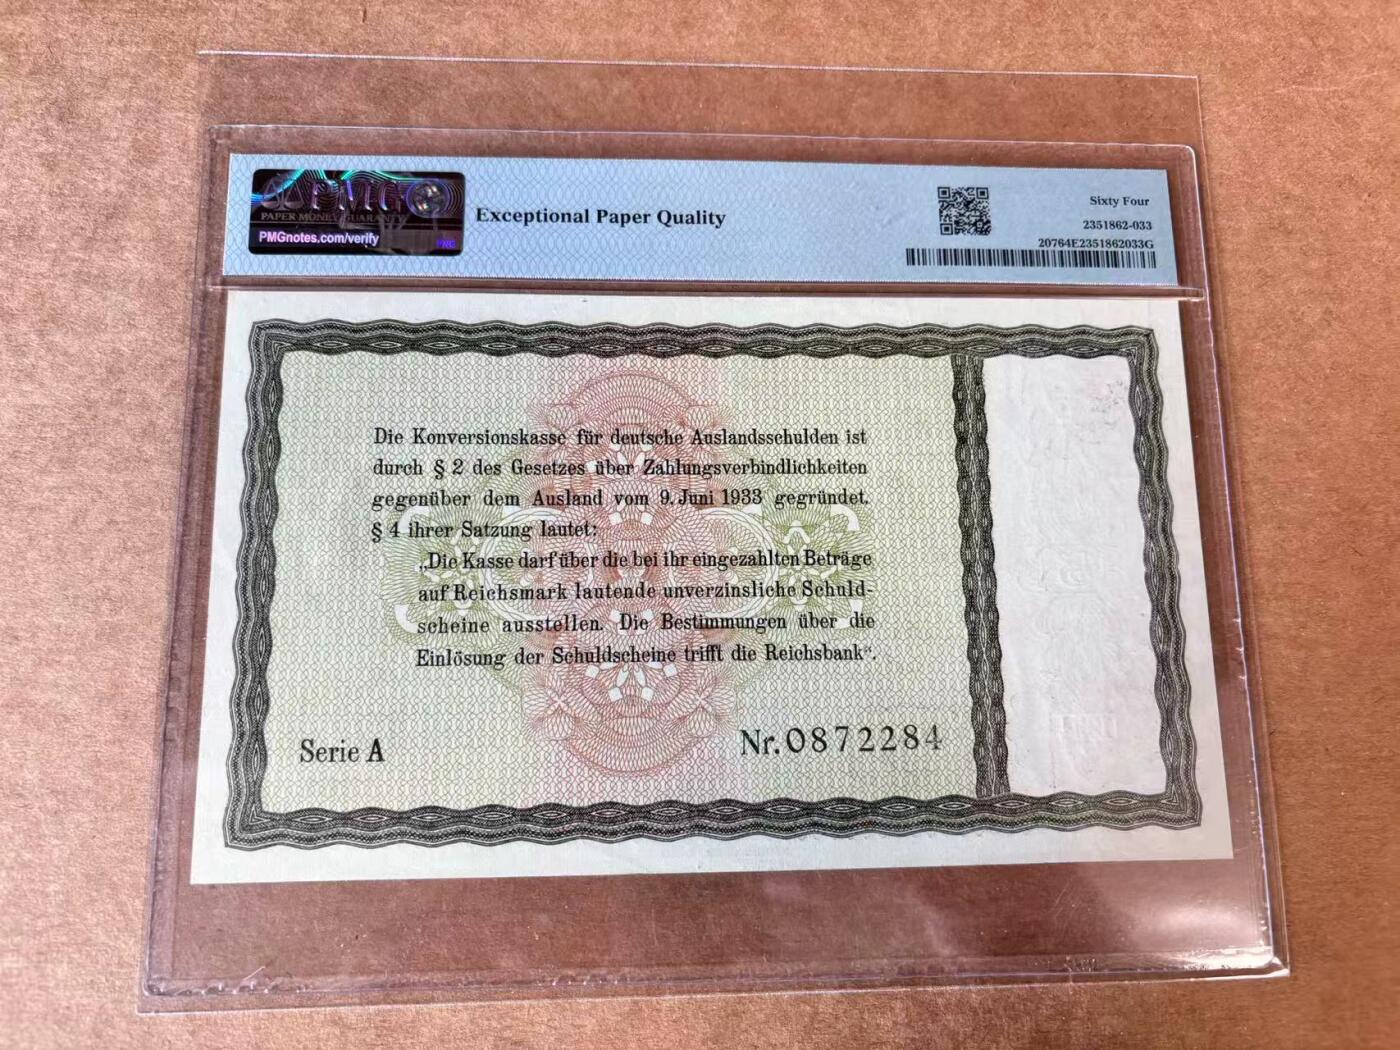 PMG
PAPER MONEY GUARANTY
PMGnotes.com/verify
PMG
Exceptional Paper Quality
Sixty Four
2351862-033
20764E2351862033G
Die Konversionskasse für deutsche Auslandsschulden ist
durch § 2 des Gesetzes über Zahlungsverbindlichkeiten
gegenüber dem Ausland vom 9. Juni 1933 gegründet.
§ 4 ihrer Satzung lautet:
„Die Kasse darf über die bei ihr eingezahlten Beträge
auf Reichsmark lautende unverzinsliche Schuld-
scheine ausstellen. Die Bestimmungen über die
Einlösung der Schuldscheine trifft die Reichsbank“.
Serie A
Nr. 0872284